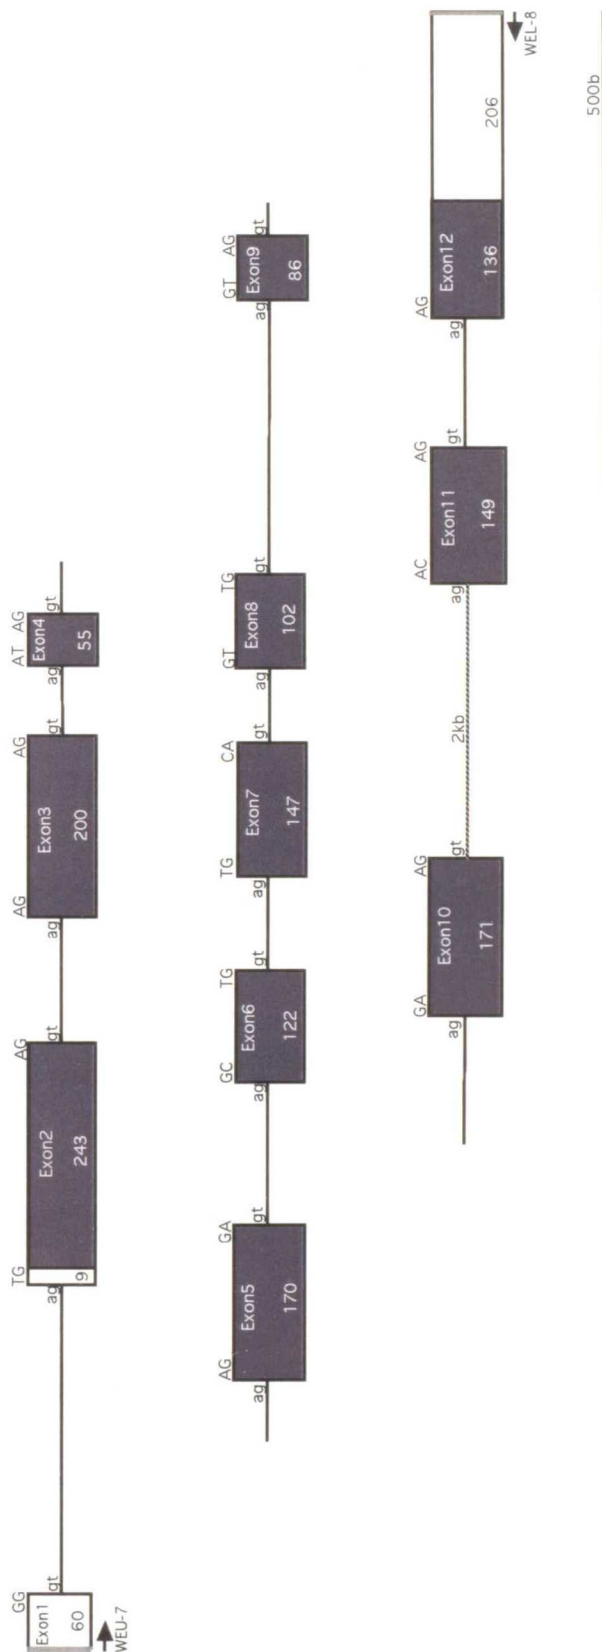 GG
Exon1
60
gt
WEU-7
TG
ag
9
Exon2
243
AG
gt
AG
ag
Exon3
200
AG
gt
AT
ag
Exon4
55
AG
gt
AG
ag
Exon5
170
GA
gt
GC
ag
Exon6
122
TG
gt
TG
ag
Exon7
147
CA
gt
GT
ag
Exon8
102
TG
gt
GT
ag
Exon9
86
AG
gt
GA
ag
Exon10
171
AG
gt
2kb
AC
ag
Exon11
149
AG
gt
AG
ag
Exon12
136
206
WEL-8
500b